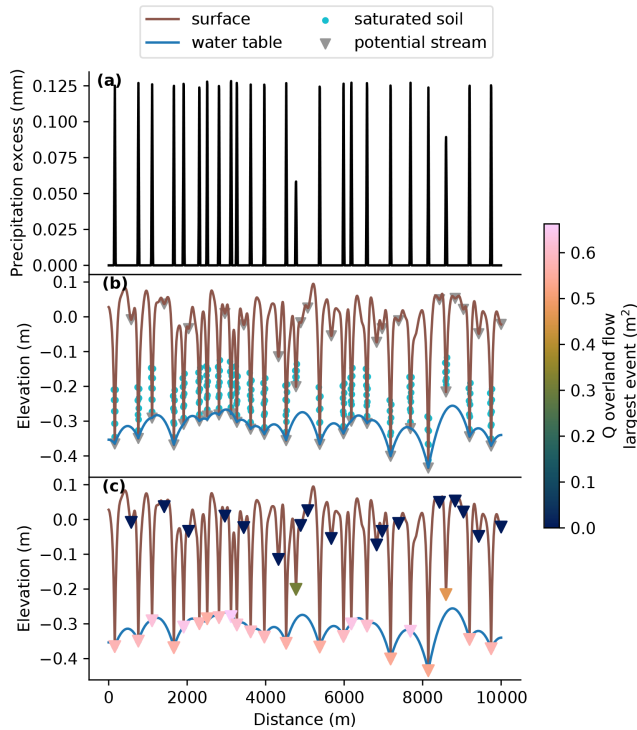 surface
saturated soil
water table
potential stream
(a)
Precipitation excess (mm)
0.125
0.100
0.075
0.050
0.025
0.000
(b)
Elevation (m)
0.1
0.0
−0.1
−0.2
−0.3
−0.4
(c)
Elevation (m)
0.1
0.0
−0.1
−0.2
−0.3
−0.4
0
2000
4000
6000
8000
10000
Distance (m)
0.6
0.5
0.4
0.3
0.2
0.1
0.0
Q overland flow
largest event (m²)